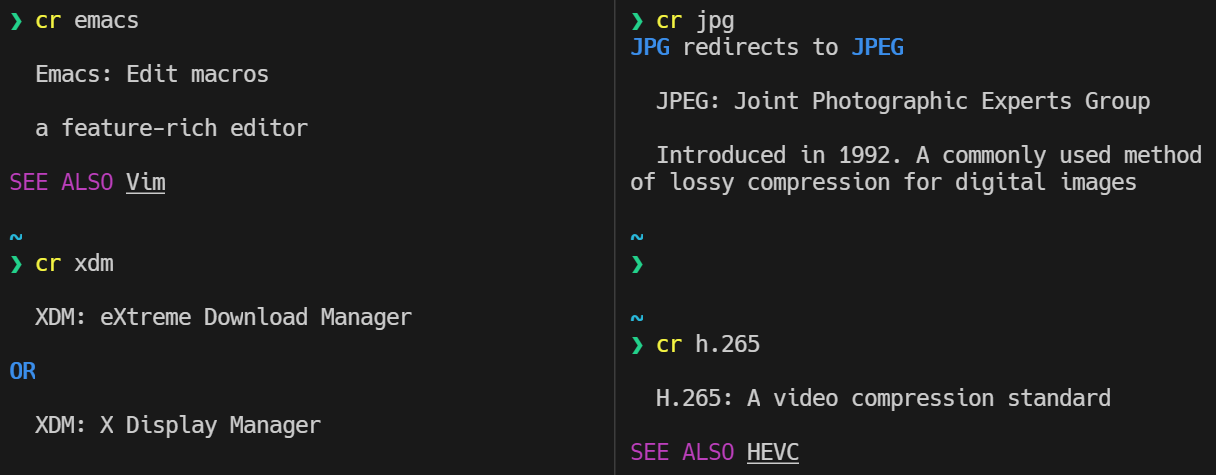 ❯ cr emacs
Emacs: Edit macros
a feature-rich editor
SEE ALSO Vim
~
❯ cr xdm
XDM: eXtreme Download Manager
OR
XDM: X Display Manager
❯ cr jpg
JPG redirects to JPEG
JPEG: Joint Photographic Experts Group
Introduced in 1992. A commonly used method
of lossy compression for digital images
~
❯
~
❯ cr h.265
H.265: A video compression standard
SEE ALSO HEVC